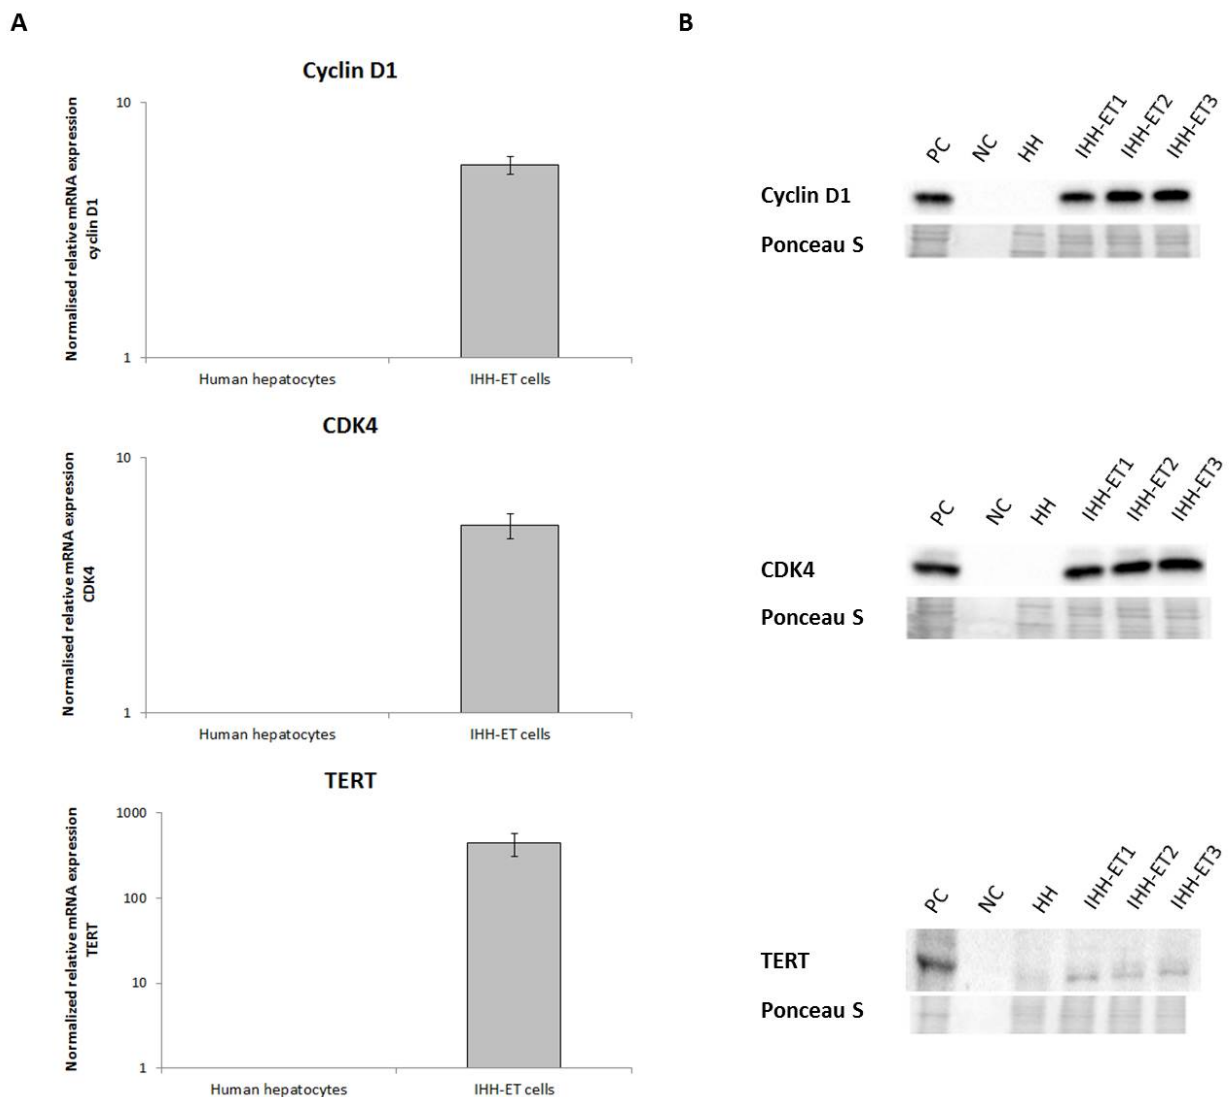 A
Cyclin D1
Normalised relative mRNA expression
cyclin D1
10
1
Human hepatocytes
IHH-ET cells
CDK4
Normalised relative mRNA expression
CDK4
10
1
Human hepatocytes
IHH-ET cells
TERT
Normalized relative mRNA expression
TERT
1000
100
10
1
Human hepatocytes
IHH-ET cells
B
PC NC HH IHH-ET1 IHH-ET2 IHH-ET3
Cyclin D1
Ponceau S
PC NC HH IHH-ET1 IHH-ET2 IHH-ET3
CDK4
Ponceau S
PC NC HH IHH-ET1 IHH-ET2 IHH-ET3
TERT
Ponceau S